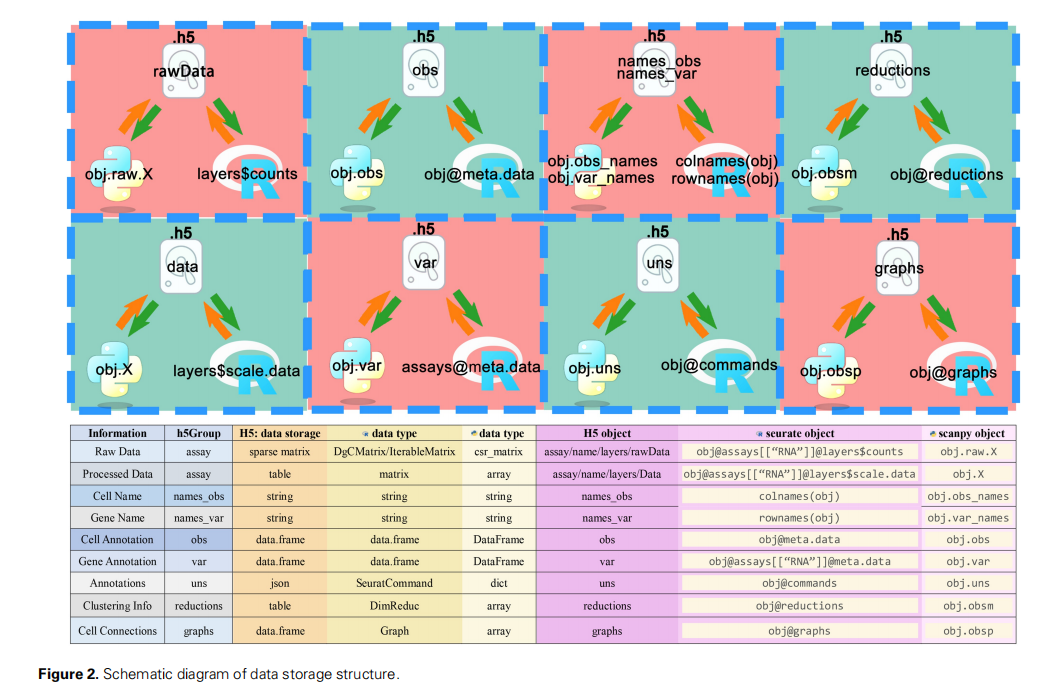 .h5
rawData
obj.raw.X
layers$counts
.h5
obs
obj.obs
obj@meta.data
.h5
names_obs
names_var
obj.obs_names
obj.var_names
colnames(obj)
rownames(obj)
.h5
reductions
obj.obsm
obj@reductions
.h5
data
obj.X
layers$scale.data
.h5
var
obj.var
assays@meta.data
.h5
uns
obj.uns
obj@commands
.h5
graphs
obj.obsp
obj@graphs
Information h5Group H5: data storage data type data type H5 object seurate object scanpy object
Raw Data assay sparse matrix DgCMatrix/IterableMatrix csr_matrix assay/name/layers/rawData obj@assays[[“RNA”]]@layers$counts obj.raw.X
Processed Data assay table matrix array assay/name/layers/Data obj@assays[[“RNA”]]@layers$scale.data obj.X
Cell Name names_obs string string string names_obs colnames(obj) obj.obs_names
Gene Name names_var string string string names_var rownames(obj) obj.var_names
Cell Annotation obs data.frame data.frame DataFrame obs obj@meta.data obj.obs
Gene Annotation var data.frame data.frame DataFrame var obj@assays[[“RNA”]]@meta.data obj.var
Annotations uns json SeuratCommand dict uns obj@commands obj.uns
Clustering Info reductions table DimReduc array reductions obj@reductions obj.obsm
Cell Connections graphs data.frame Graph array graphs obj@graphs obj.obsp
Figure 2. Schematic diagram of data storage structure.